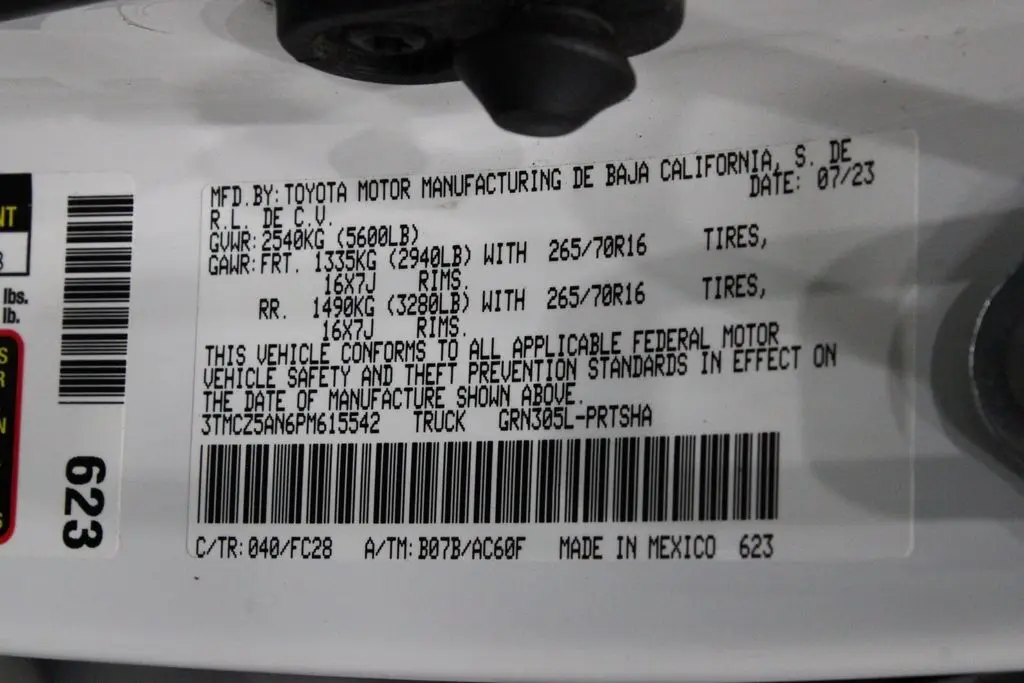 MFD.BY:TOYOTA MOTOR MANUFACTURING DE BAJA CALIFORNIA, S. DE
R.L. DE C.V. DATE: 07/23
GVWR:2540KG (5600LB)
GAWR:FRT. 1335KG (2940LB) WITH 265/70R16 TIRES,
16X7J RIMS.
RR. 1490KG (3280LB) WITH 265/70R16 TIRES,
16X7J RIMS.
THIS VEHICLE CONFORMS TO ALL APPLICABLE FEDERAL MOTOR
VEHICLE SAFETY AND THEFT PREVENTION STANDARDS IN EFFECT ON
THE DATE OF MANUFACTURE SHOWN ABOVE.
3TMCZ5AN6PM615542 TRUCK GRN305L-PRTSHA
C/TR:040/FC28 A/TM:B07B/AC60F MADE IN MEXICO 623
623
lbs.
lb.